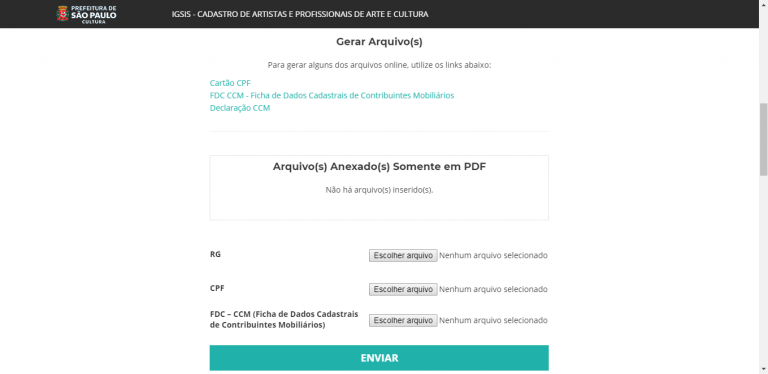 PREFEITURA DE
SÃO PAULO
CULTURA
IGSIS - CADASTRO DE ARTISTAS E PROFISSIONAIS DE ARTE E CULTURA
Gerar Arquivo(s)
Para gerar alguns dos arquivos online, utilize os links abaixo:
Cartão CPF
FDC CCM - Ficha de Dados Cadastrais de Contribuintes Mobiliários
Declaração CCM
Arquivo(s) Anexado(s) Somente em PDF
Não há arquivo(s) inserido(s).
RG
Escolher arquivo Nenhum arquivo selecionado
CPF
Escolher arquivo Nenhum arquivo selecionado
FDC – CCM (Ficha de Dados Cadastrais
de Contribuintes Mobiliários)
Escolher arquivo Nenhum arquivo selecionado
ENVIAR